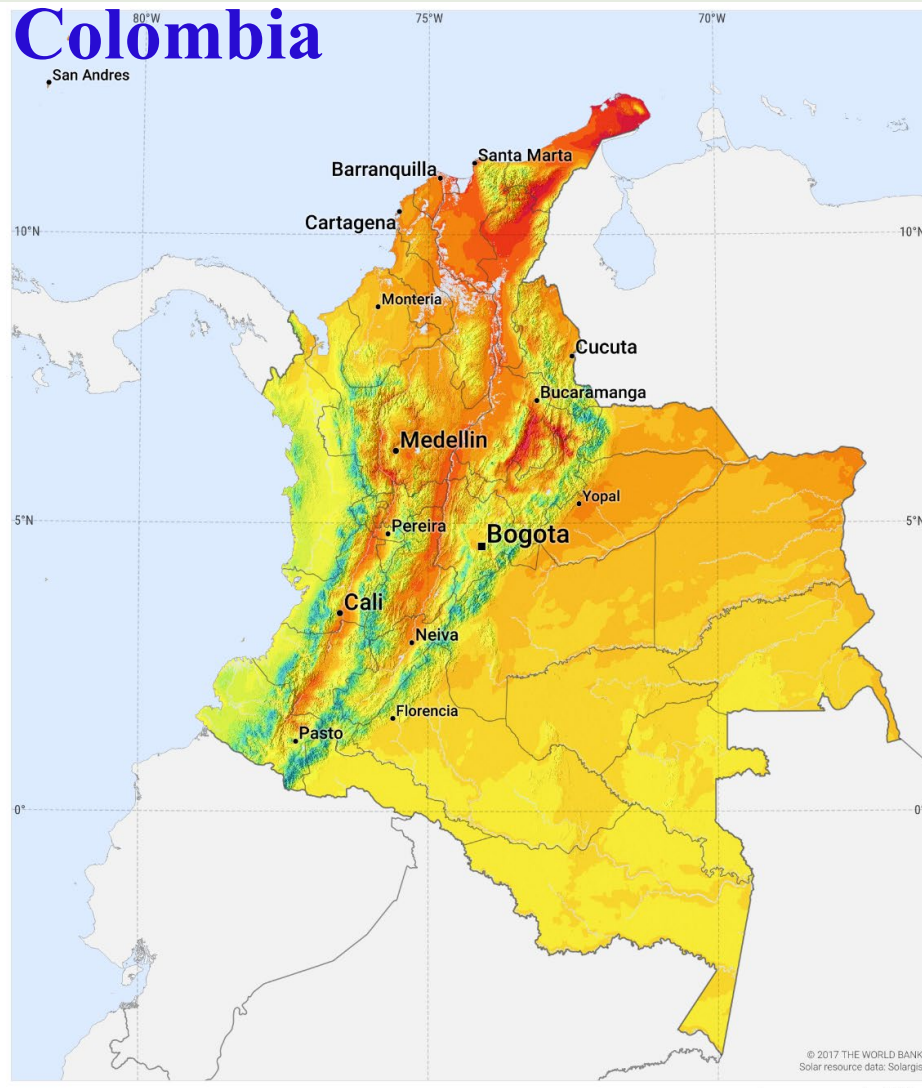 Colombia
80°W
75°W
70°W
San Andres
Santa Marta
Barranquilla
Cartagena
10°N
10°N
Monteria
Cucuta
Bucaramanga
Medellin
Yopal
5°N
5°N
Pereira
Bogota
Cali
Neiva
Florencia
Pasto
0°
0°
© 2017 THE WORLD BANK
Solar resource data: Solargis